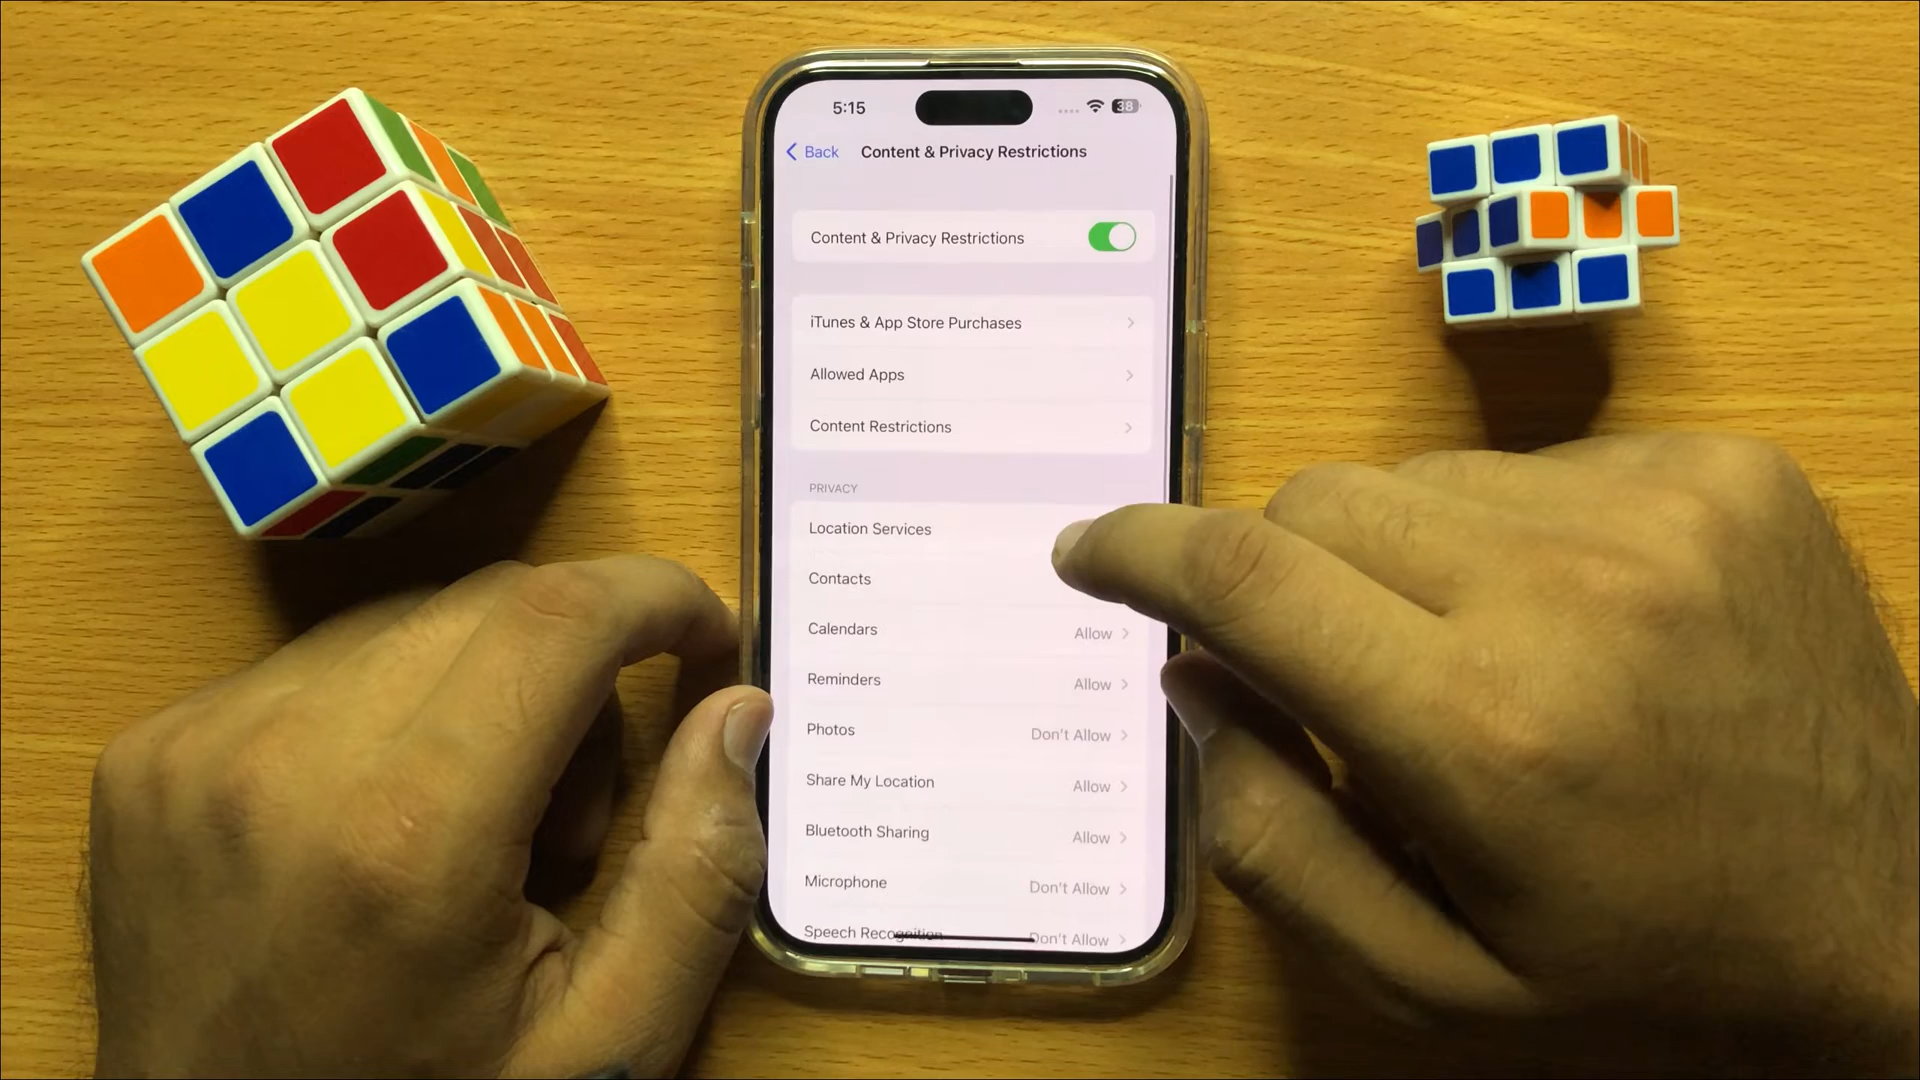 5:15
38
Back
Content & Privacy Restrictions
Content & Privacy Restrictions
iTunes & App Store Purchases
Allowed Apps
Content Restrictions
PRIVACY
Location Services
Contacts
Calendars Allow
Reminders Allow
Photos Don't Allow
Share My Location Allow
Bluetooth Sharing Allow
Microphone Don't Allow
Speech Recognition Don't Allow